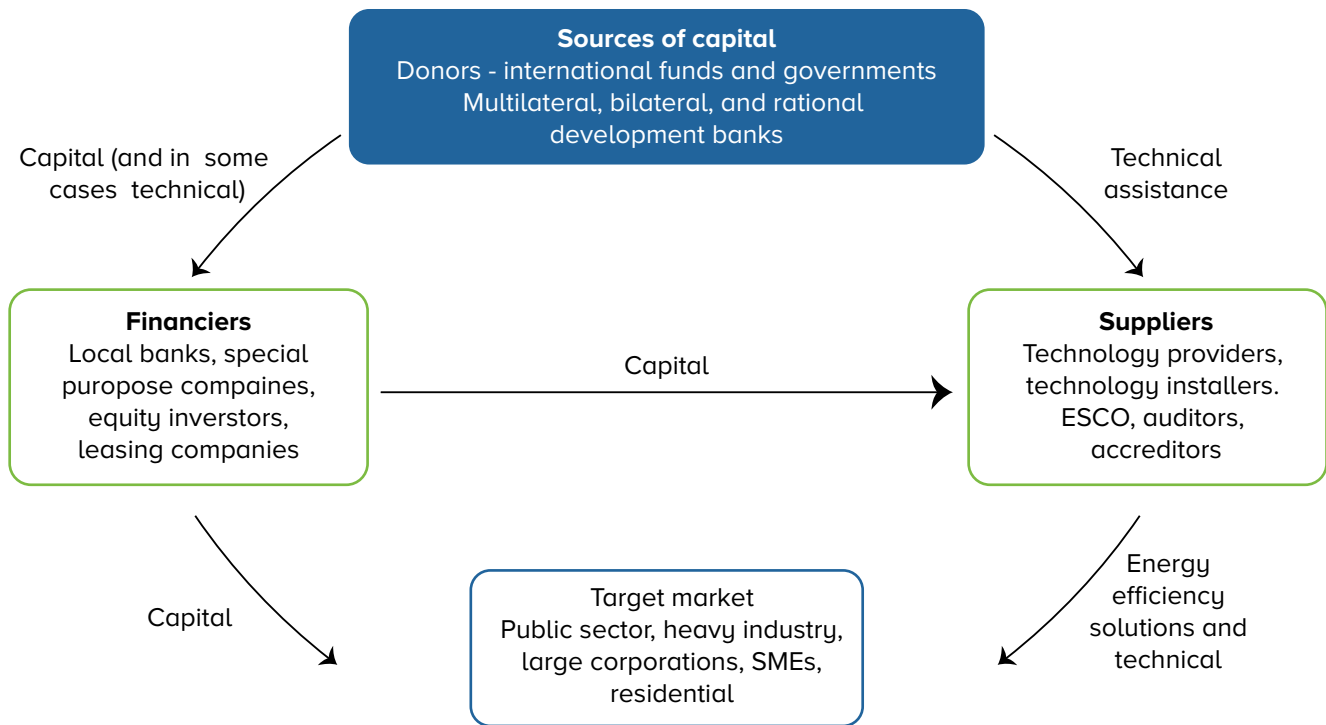 Sources of capital
Donors - international funds and governments
Multilateral, bilateral, and rational
development banks
Capital (and in some
cases technical)
Technical
assistance
Financiers
Local banks, special
puropose compaines,
equity inverstors,
leasing companies
Capital
Suppliers
Technology providers,
technology installers.
ESCO, auditors,
accreditors
Capital
Target market
Public sector, heavy industry,
large corporations, SMEs,
residential
Energy
efficiency
solutions and
technical